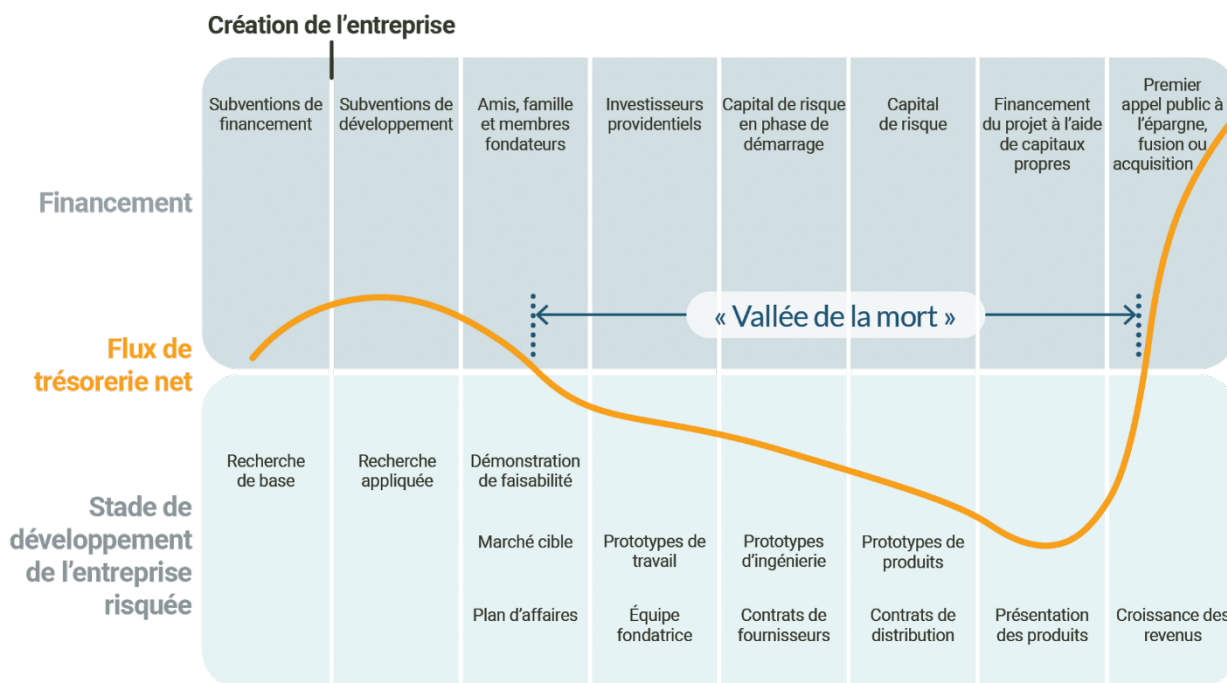 Création de l'entreprise
Subventions de
financement
Subventions de
développement
Amis, famille
et membres
fondateurs
Investisseurs
providentiels
Capital de risque
en phase de
démarrage
Capital
de risque
Financement
du projet à l'aide
de capitaux
propres
Premier
appel public à
l'épargne,
fusion ou
acquisition
Financement
« Vallée de la mort »
Flux de
trésorerie net
Recherche
de base
Recherche
appliquée
Démonstration
de faisabilité
Stade de
développement
de l'entreprise
risquée
Marché cible
Prototypes de
travail
Prototypes
d'ingénierie
Prototypes de
produits
Plan d'affaires
Équipe
fondatrice
Contrats de
fournisseurs
Contrats de
distribution
Présentation
des produits
Croissance des
revenus